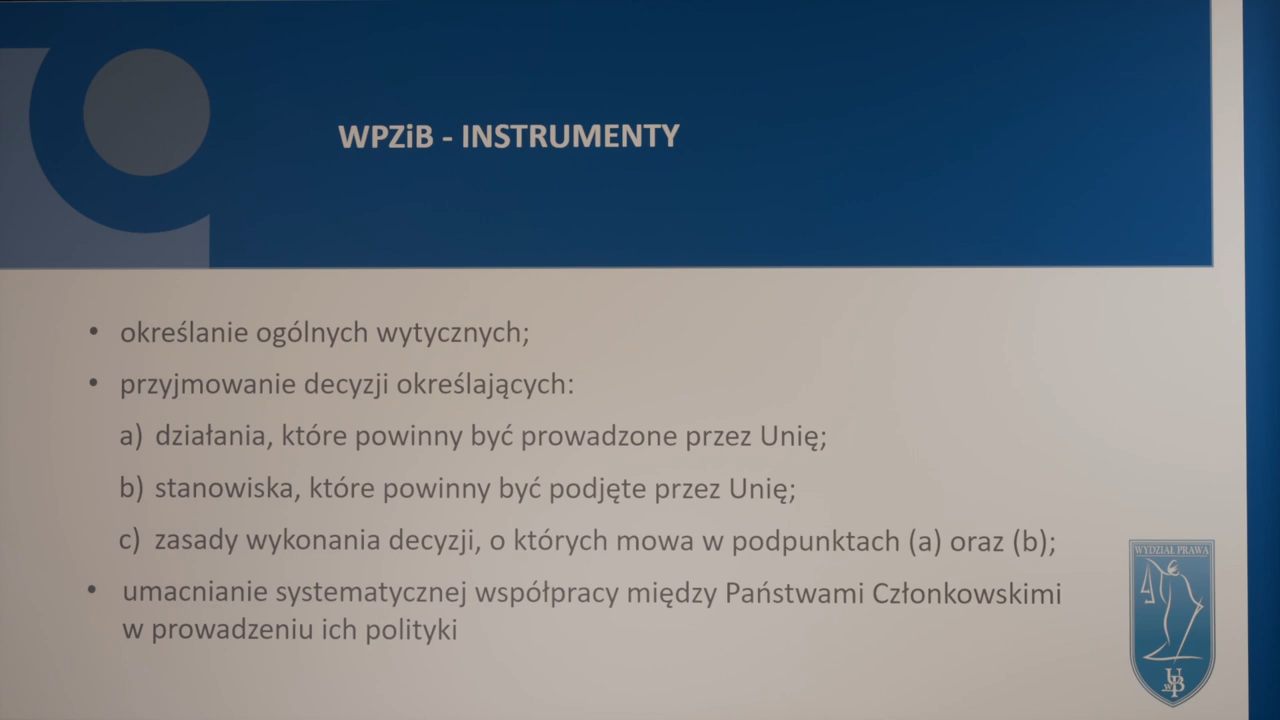 WPZiB - INSTRUMENTY
• określanie ogólnych wytycznych;
• przyjmowanie decyzji określających:
a) działania, które powinny być prowadzone przez Unię;
b) stanowiska, które powinny być podjęte przez Unię;
c) zasady wykonania decyzji, o których mowa w podpunktach (a) oraz (b);
• umacnianie systematycznej współpracy między Państwami Członkowskimi
w prowadzeniu ich polityki
WYDZIAŁ PRAWA
UwB